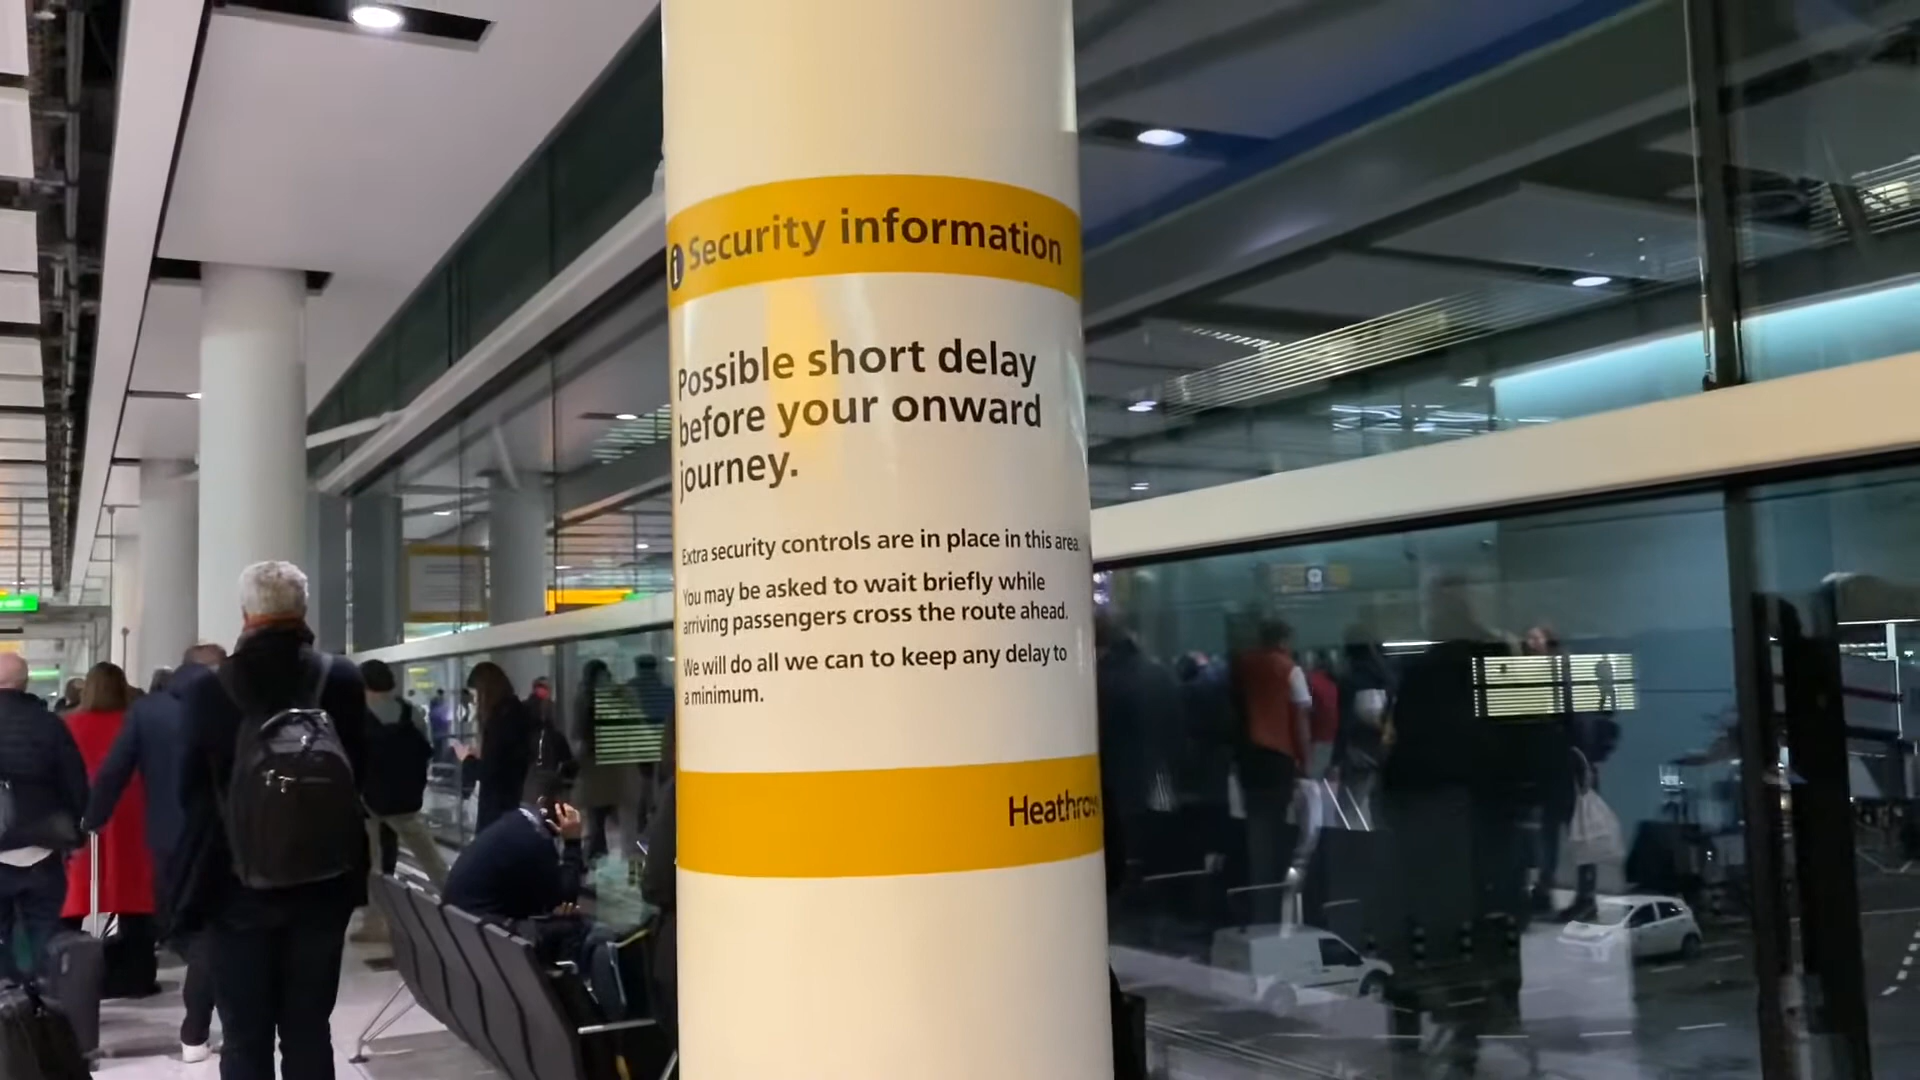 Security information
Possible short delay
before your onward
journey.
Extra security controls are in place in this area.
You may be asked to wait briefly while
arriving passengers cross the route ahead.
We will do all we can to keep any delay to
a minimum.
Heathrow